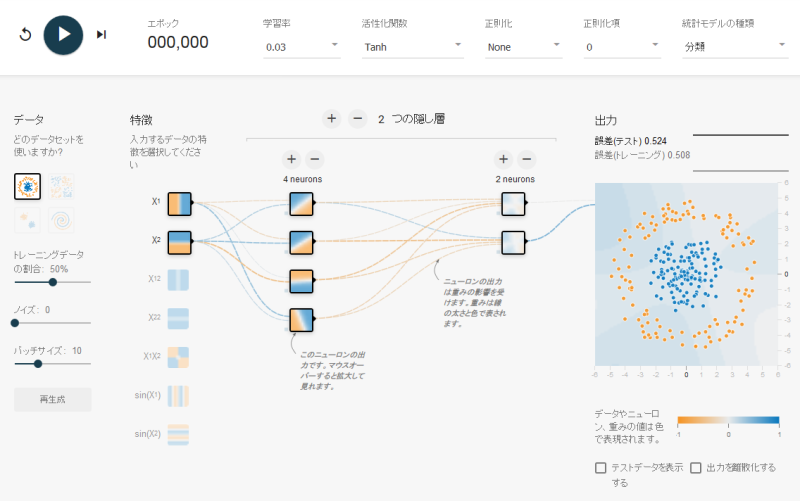 エポック
000,000
学習率
0.03
活性化関数
Tanh
正則化
None
正則化項
0
統計モデルの種類
分類
データ
どのデータセットを
使いますか?
トレーニングデータ
の割合: 50%
ノイズ: 0
バッチサイズ: 10
再生成
特徴
入力するデータの特
徴を選択してくださ
い
X1
X2
X12
X22
X1X2
sin(X1)
sin(X2)
+ − 2 つの隠し層
+ −
4 neurons
+ −
2 neurons
このニューロンの出
力です。マウスオー
バーすると拡大して
見れます。
ニューロンの出力
は重みの影響を受
けます。重みは線
の太さと色で表され
ます。
出力
誤差(テスト) 0.524
誤差(トレーニング) 0.508
6
5
4
3
2
1
0
-1
-2
-3
-4
-5
-6
-6 -5 -4 -3 -2 -1 0 1 2 3 4 5 6
データやニューロ
ン、重みの値は色
で表現されます。
-1 0 1
テストデータを表示
する
出力を離散化する